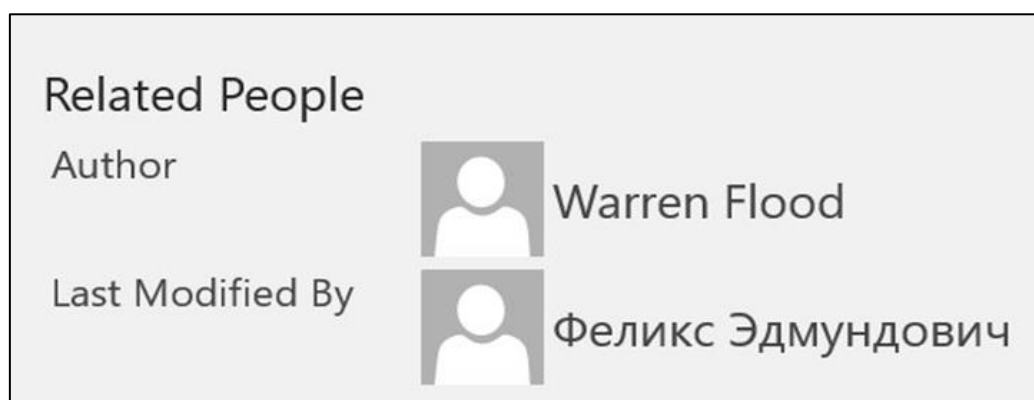 Related People
Author
Warren Flood
Last Modified By
Феликс Эдмундович